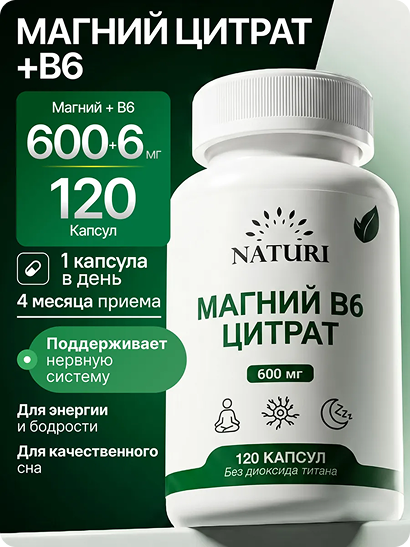 МАГНИЙ ЦИТРАТ
+В6
Магний + В6
600+6 мг
120
Капсул
1 капсула
в день
4 месяца приема
Поддерживает
нервную
систему
Для энергии
и бодрости
Для качественного
сна
NATURI
МАГНИЙ В6
ЦИТРАТ
600 мг
ZZZ
120 КАПСУЛ
Без диоксида титана